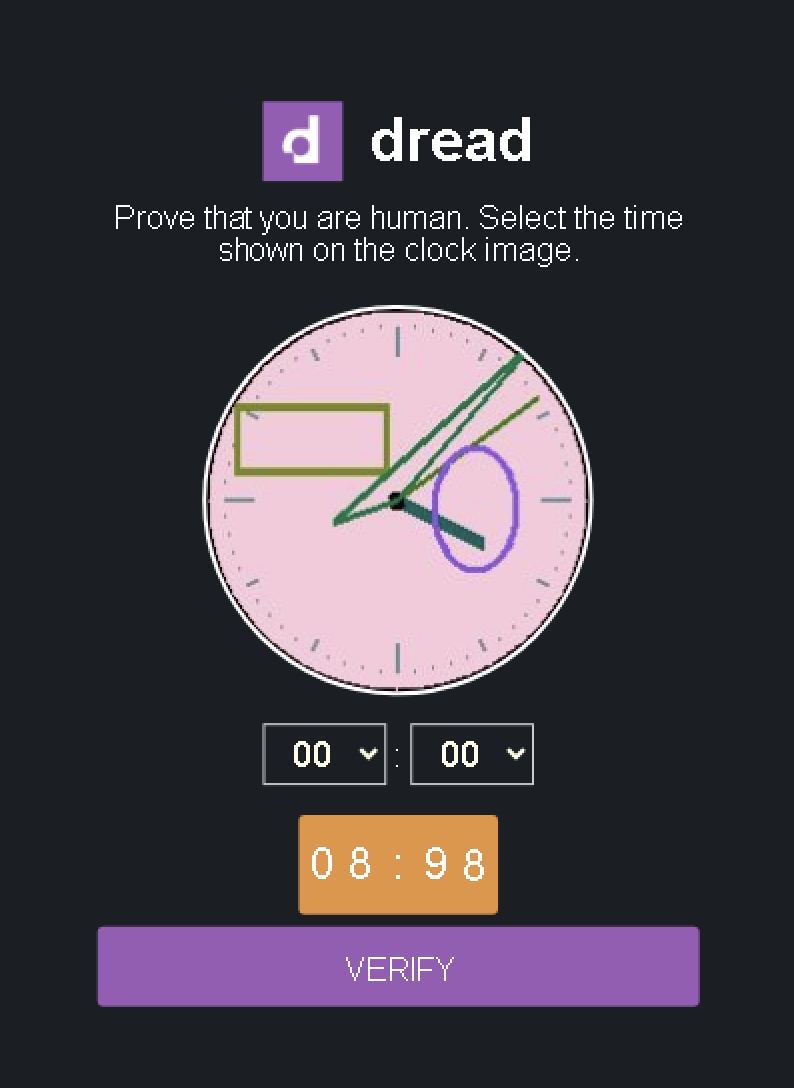 d dread
Prove that you are human. Select the time
shown on the clock image.
00 : 00
08:98
VERIFY